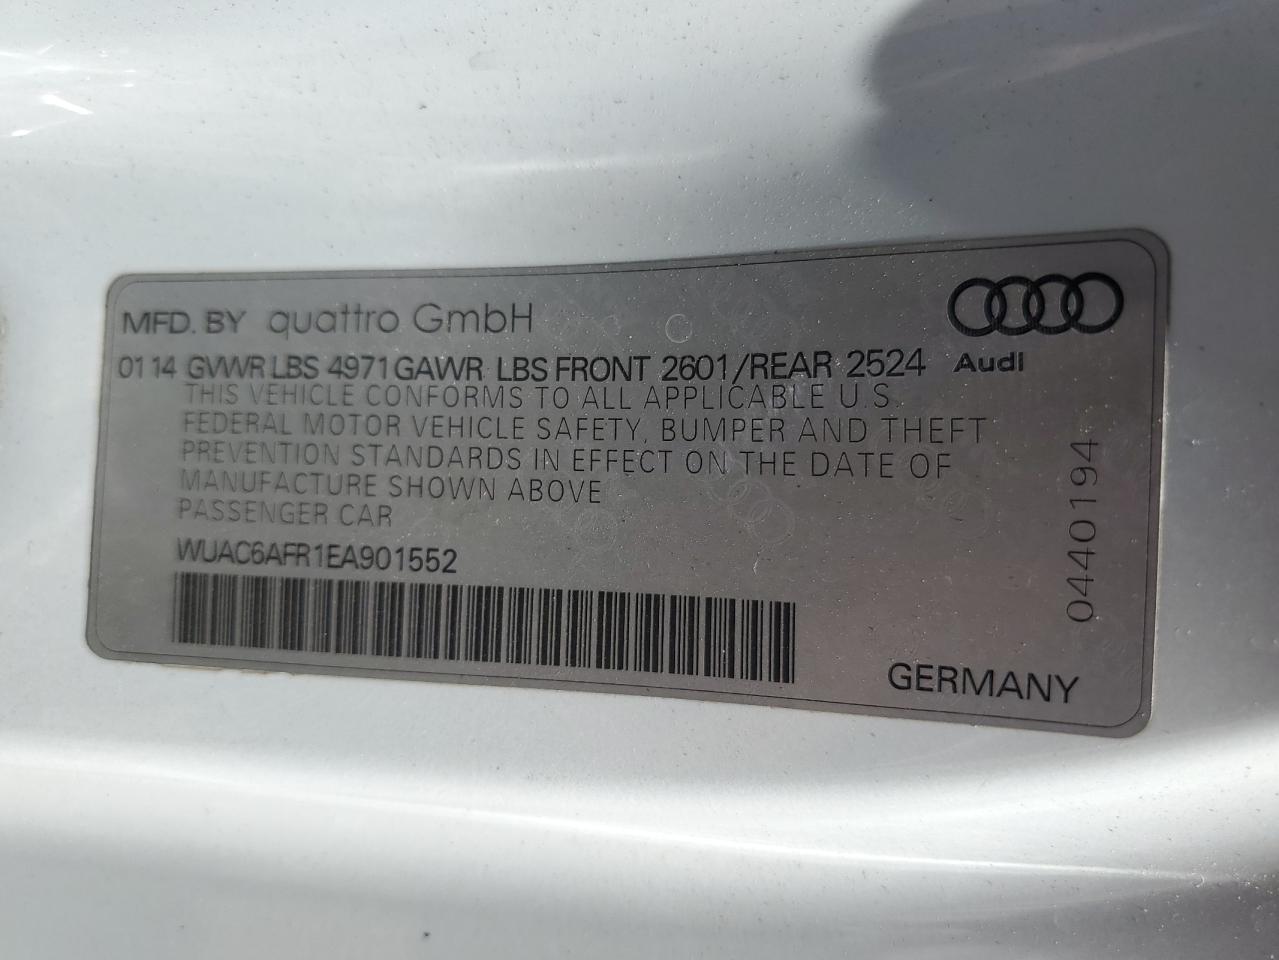 MFD. BY quattro GmbH
01 14 GVWR LBS 4971 GAWR LBS FRONT 2601/REAR 2524 Audi
THIS VEHICLE CONFORMS TO ALL APPLICABLE U.S.
FEDERAL MOTOR VEHICLE SAFETY, BUMPER AND THEFT
PREVENTION STANDARDS IN EFFECT ON THE DATE OF
MANUFACTURE SHOWN ABOVE
PASSENGER CAR
WUAC6AFR1EA901552
0440194
GERMANY